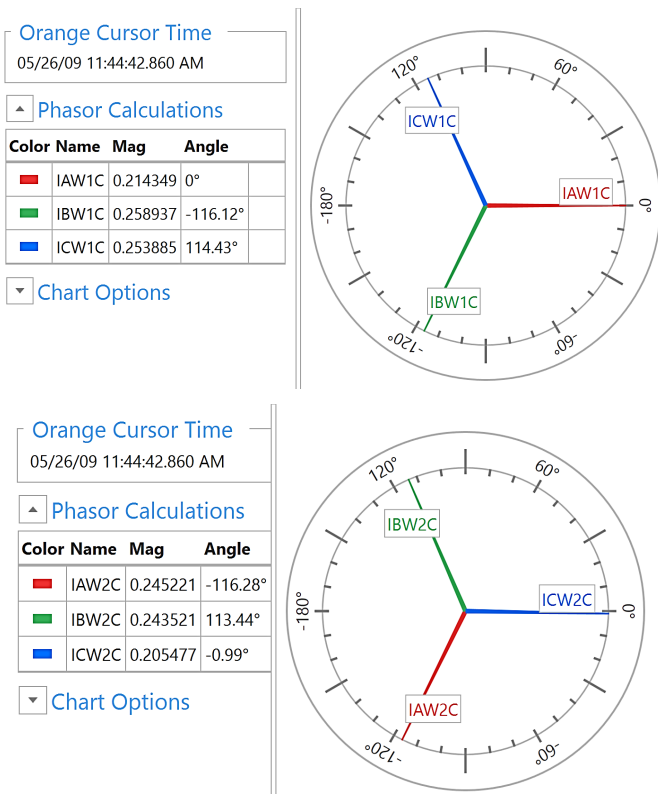 Orange Cursor Time
05/26/09 11:44:42.860 AM
Phasor Calculations
Color Name Mag Angle
IAW1C 0.214349 0°
IBW1C 0.258937 -116.12°
ICW1C 0.253885 114.43°
Chart Options
120°
60°
ICW1C
IAW1C
-180°
0°
IBW1C
-120°
-60°
Orange Cursor Time
05/26/09 11:44:42.860 AM
Phasor Calculations
Color Name Mag Angle
IAW2C 0.245221 -116.28°
IBW2C 0.243521 113.44°
ICW2C 0.205477 -0.99°
Chart Options
120°
60°
IBW2C
ICW2C
-180°
0°
IAW2C
-120°
-60°